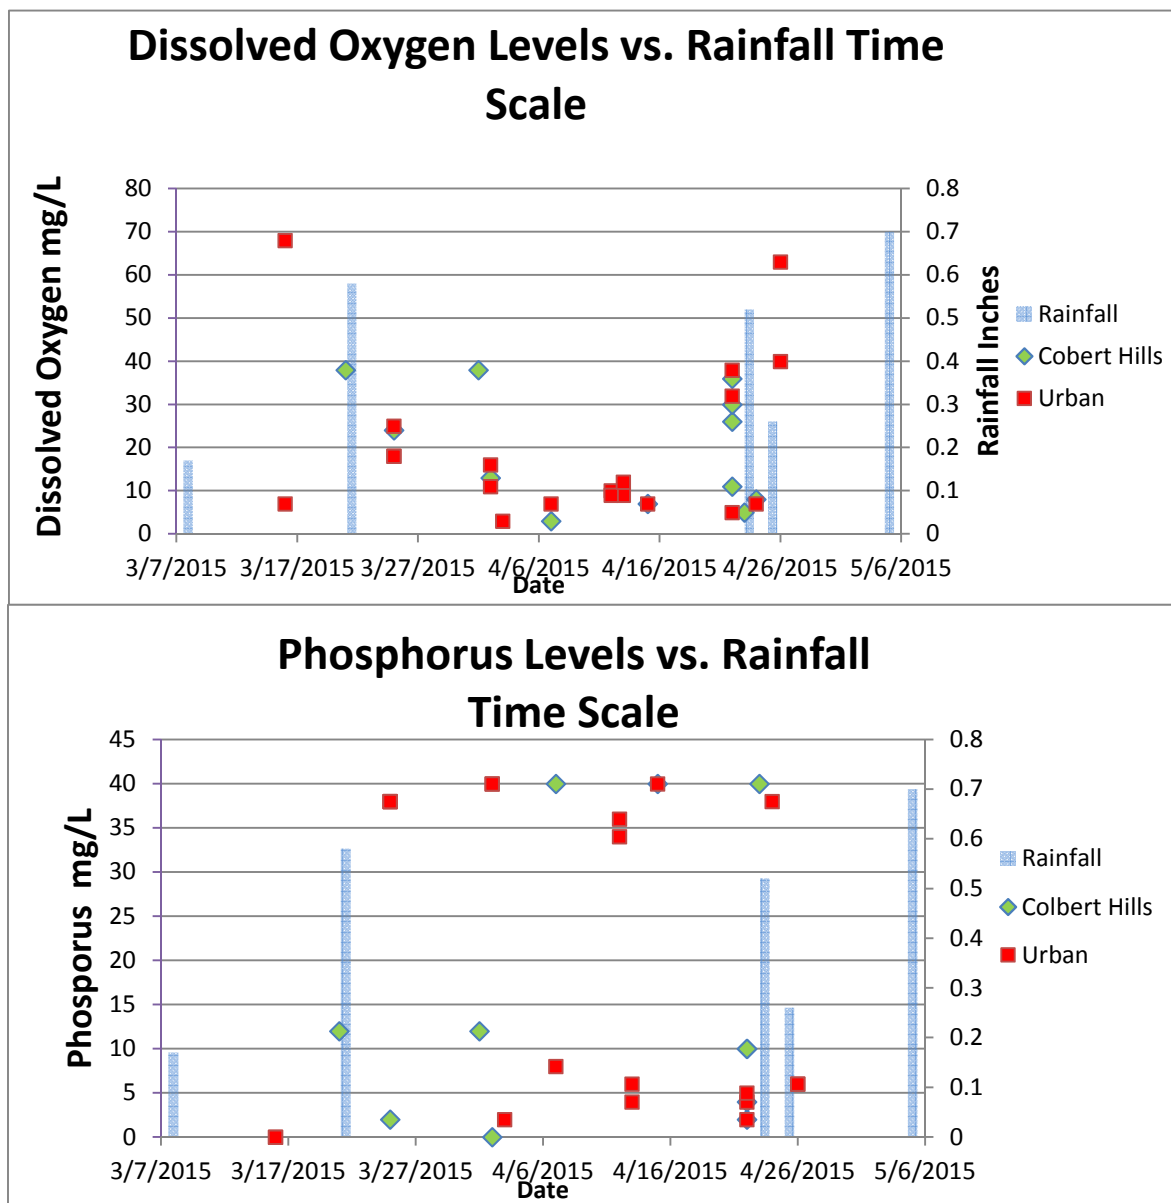 Dissolved Oxygen Levels vs. Rainfall Time
Scale
Dissolved Oxygen mg/L
80
70
60
50
40
30
20
10
0
0.8
0.7
0.6
0.5
0.4
0.3
0.2
0.1
0
Rainfall Inches
3/7/2015 3/17/2015 3/27/2015 4/6/2015 4/16/2015 4/26/2015 5/6/2015
Date
Rainfall
Cobert Hills
Urban
Phosphorus Levels vs. Rainfall
Time Scale
Phosporus mg/L
45
40
35
30
25
20
15
10
5
0
0.8
0.7
0.6
0.5
0.4
0.3
0.2
0.1
0
3/7/2015 3/17/2015 3/27/2015 4/6/2015 4/16/2015 4/26/2015 5/6/2015
Date
Rainfall
Colbert Hills
Urban